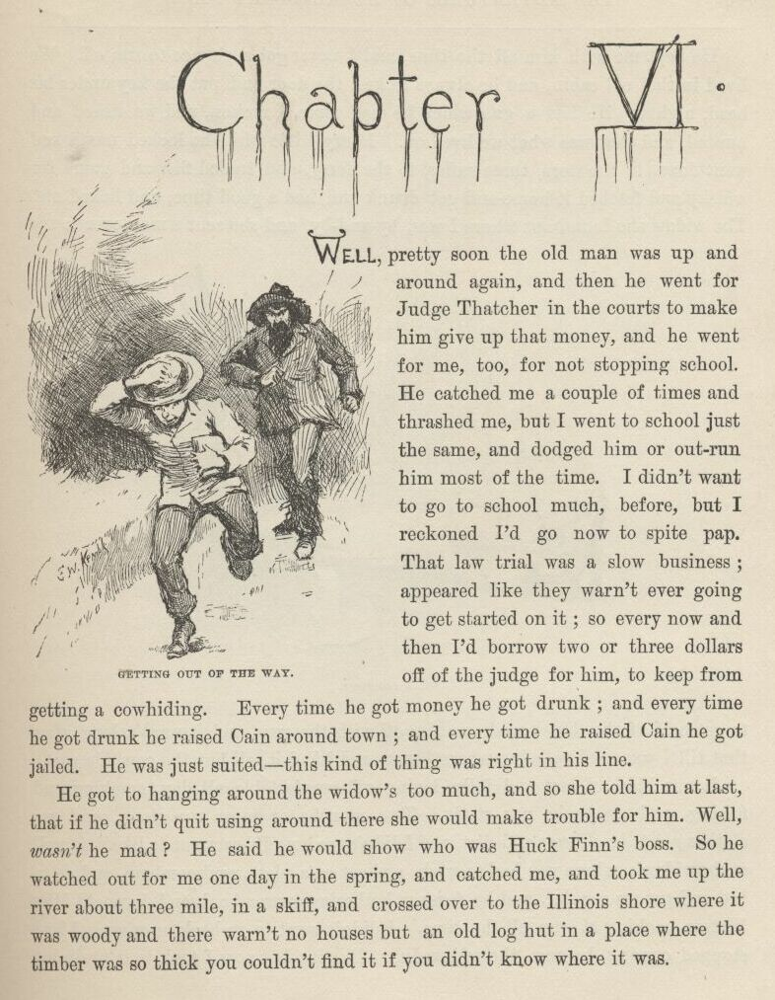 Chapter VI.
WELL, pretty soon the old man was up and
around again, and then he went for
Judge Thatcher in the courts to make
him give up that money, and he went
for me, too, for not stopping school.
He catched me a couple of times and
thrashed me, but I went to school just
the same, and dodged him or out-run
him most of the time. I didn't want
to go to school much, before, but I
reckoned I'd go now to spite pap.
That law trial was a slow business ;
appeared like they warn't ever going
to get started on it ; so every now and
then I'd borrow two or three dollars
off of the judge for him, to keep from
E.W. Kemble
GETTING OUT OF THE WAY.
getting a cowhiding. Every time he got money he got drunk ; and every time
he got drunk he raised Cain around town ; and every time he raised Cain he got
jailed. He was just suited—this kind of thing was right in his line.
He got to hanging around the widow's too much, and so she told him at last,
that if he didn't quit using around there she would make trouble for him. Well,
wasn't he mad ? He said he would show who was Huck Finn's boss. So he
watched out for me one day in the spring, and catched me, and took me up the
river about three mile, in a skiff, and crossed over to the Illinois shore where it
was woody and there warn't no houses but an old log hut in a place where the
timber was so thick you couldn't find it if you didn't know where it was.